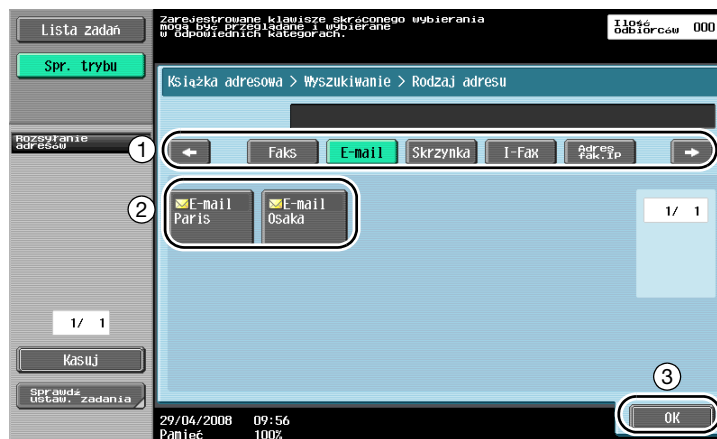 Lista zadań
Spr. trybu
Zarejestrowane klawisze skróconego wybierania
mogą być przeglądane i wybierane
w odpowiednich kategorach.
Ilość
odbiorców 000
Książka adresowa > Wyszukiwanie > Rodzaj adresu
Rozsyłanie
adresów
1
← Faks E-mail Skrzynka I-Fax Adres
fak.IP →
2
E-mail
Paris
E-mail
Osaka
1/ 1
1/ 1
Kasuj
Sprawdź
ustaw. zadania
3
OK
29/04/2008 09:56
Pamięć 100%